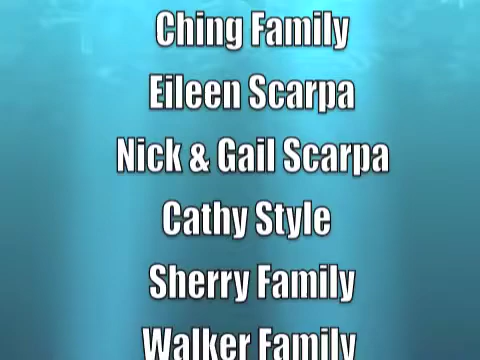 Ching Family
Eileen Scarpa
Nick & Gail Scarpa
Cathy Style
Sherry Family
Walker Family